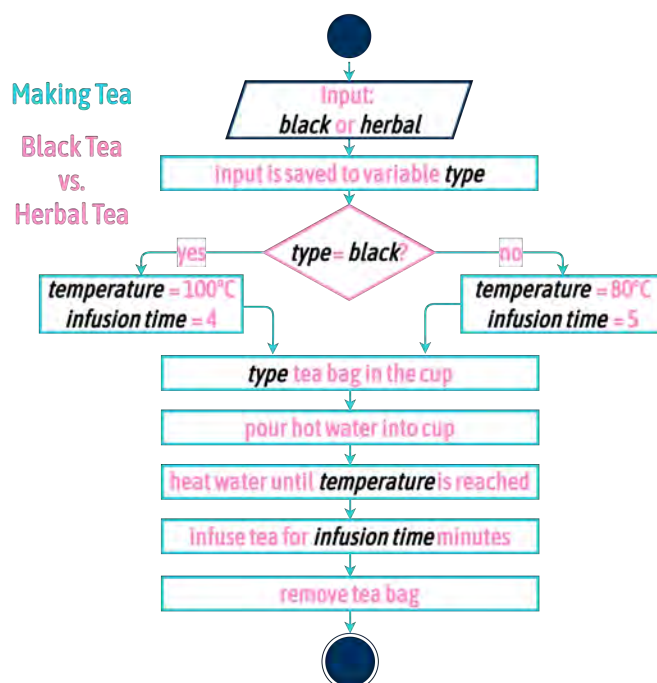 Making Tea
Black Tea
vs.
Herbal Tea
Input:
black or herbal
input is saved to variable type
type = black?
yes
no
temperature = 100°C
infusion time = 4
temperature = 80°C
infusion time = 5
type tea bag in the cup
pour hot water into cup
heat water until temperature is reached
infuse tea for infusion time minutes
remove tea bag